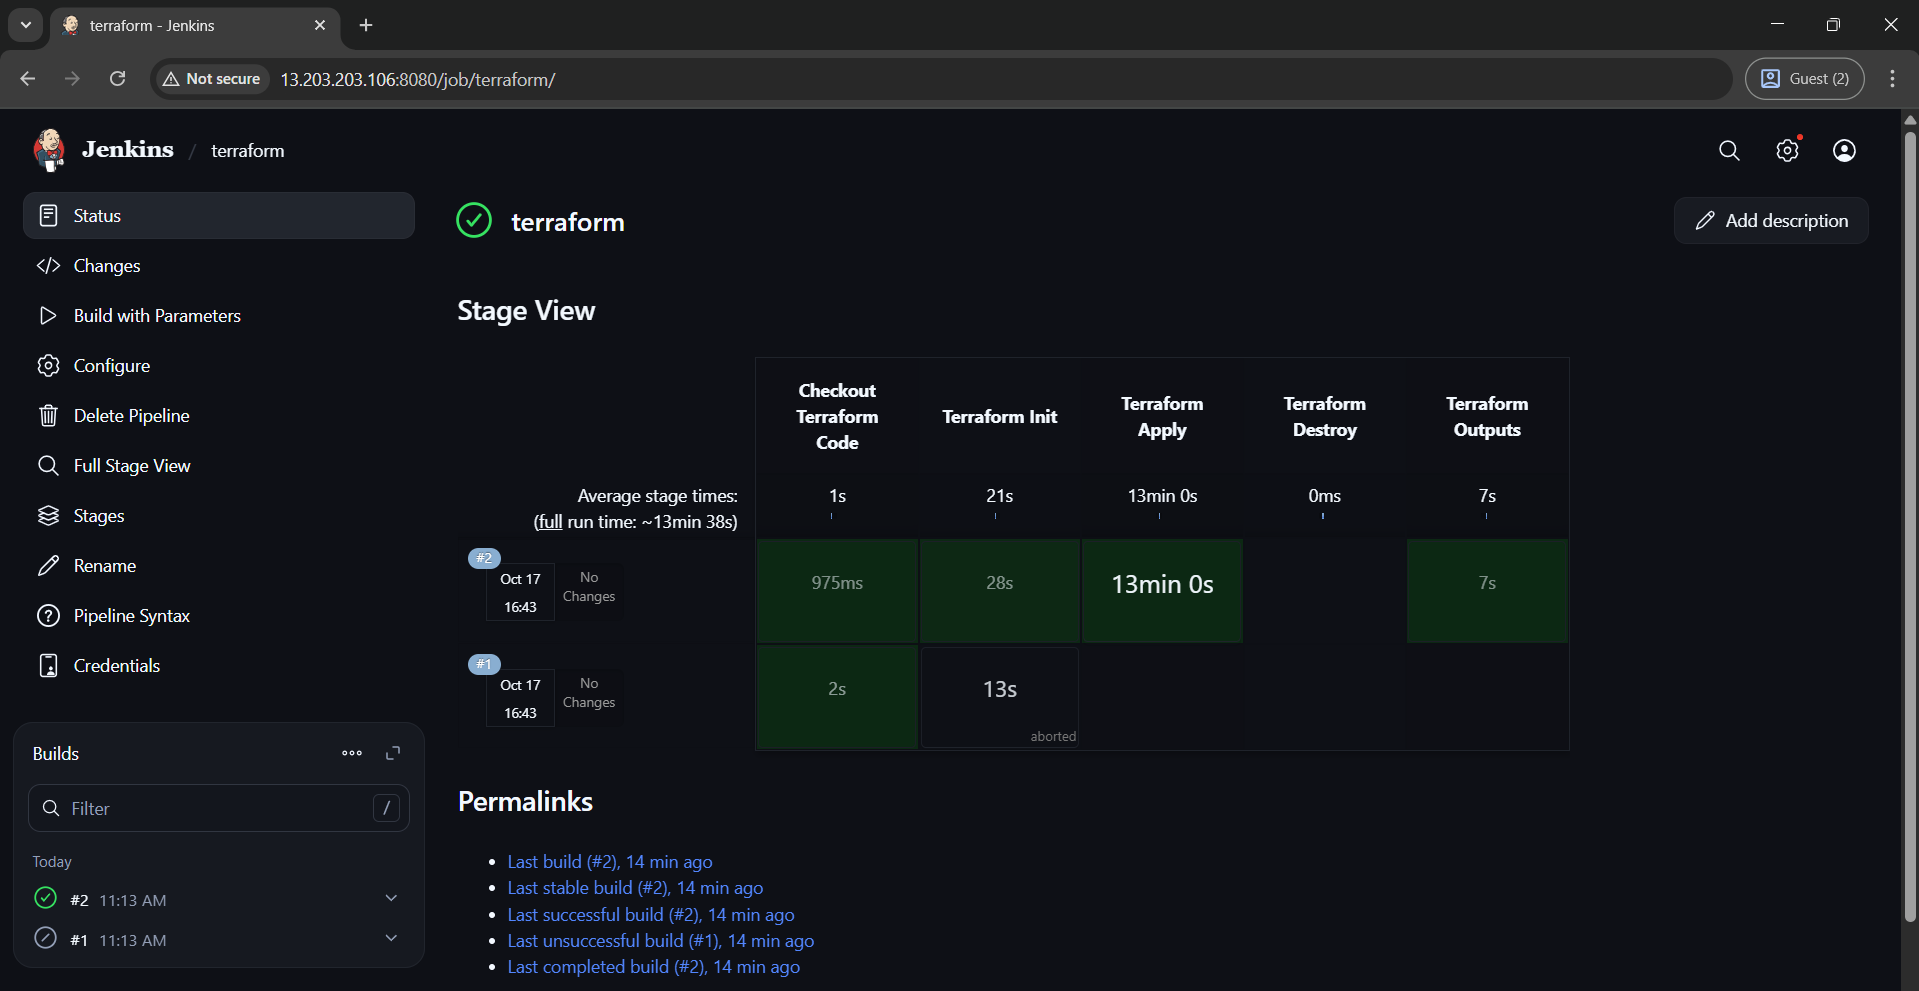 terraform - Jenkins
Not secure
13.203.203.106:8080/job/terraform/
Guest (2)
Jenkins / terraform
Status
Changes
Build with Parameters
Configure
Delete Pipeline
Full Stage View
Stages
Rename
Pipeline Syntax
Credentials
Builds
Filter
/
Today
#2 11:13 AM
#1 11:13 AM
terraform
Add description
Stage View
Checkout
Terraform
Code
Terraform Init
Terraform
Apply
Terraform
Destroy
Terraform
Outputs
Average stage times:
(full run time: ~13min 38s)
1s
21s
13min 0s
0ms
7s
#2
Oct 17
16:43
No
Changes
975ms
28s
13min 0s
7s
#1
Oct 17
16:43
No
Changes
2s
13s
aborted
Permalinks
Last build (#2), 14 min ago
Last stable build (#2), 14 min ago
Last successful build (#2), 14 min ago
Last unsuccessful build (#1), 14 min ago
Last completed build (#2), 14 min ago